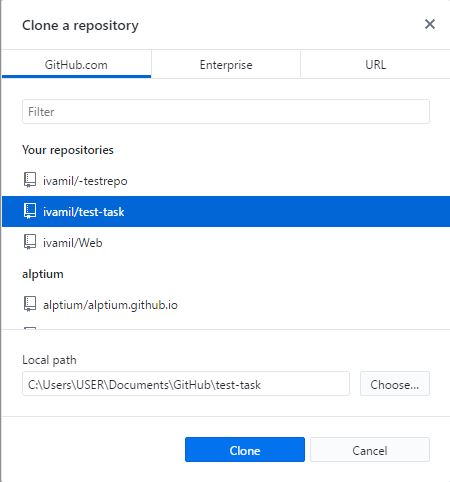 Clone a repository
GitHub.com Enterprise URL
Filter
Your repositories
ivamil/-testrepo
ivamil/test-task
ivamil/Web
alptium
alptium/alptium.github.io
Local path
C:\Users\USER\Documents\GitHub\test-task Choose...
Clone Cancel